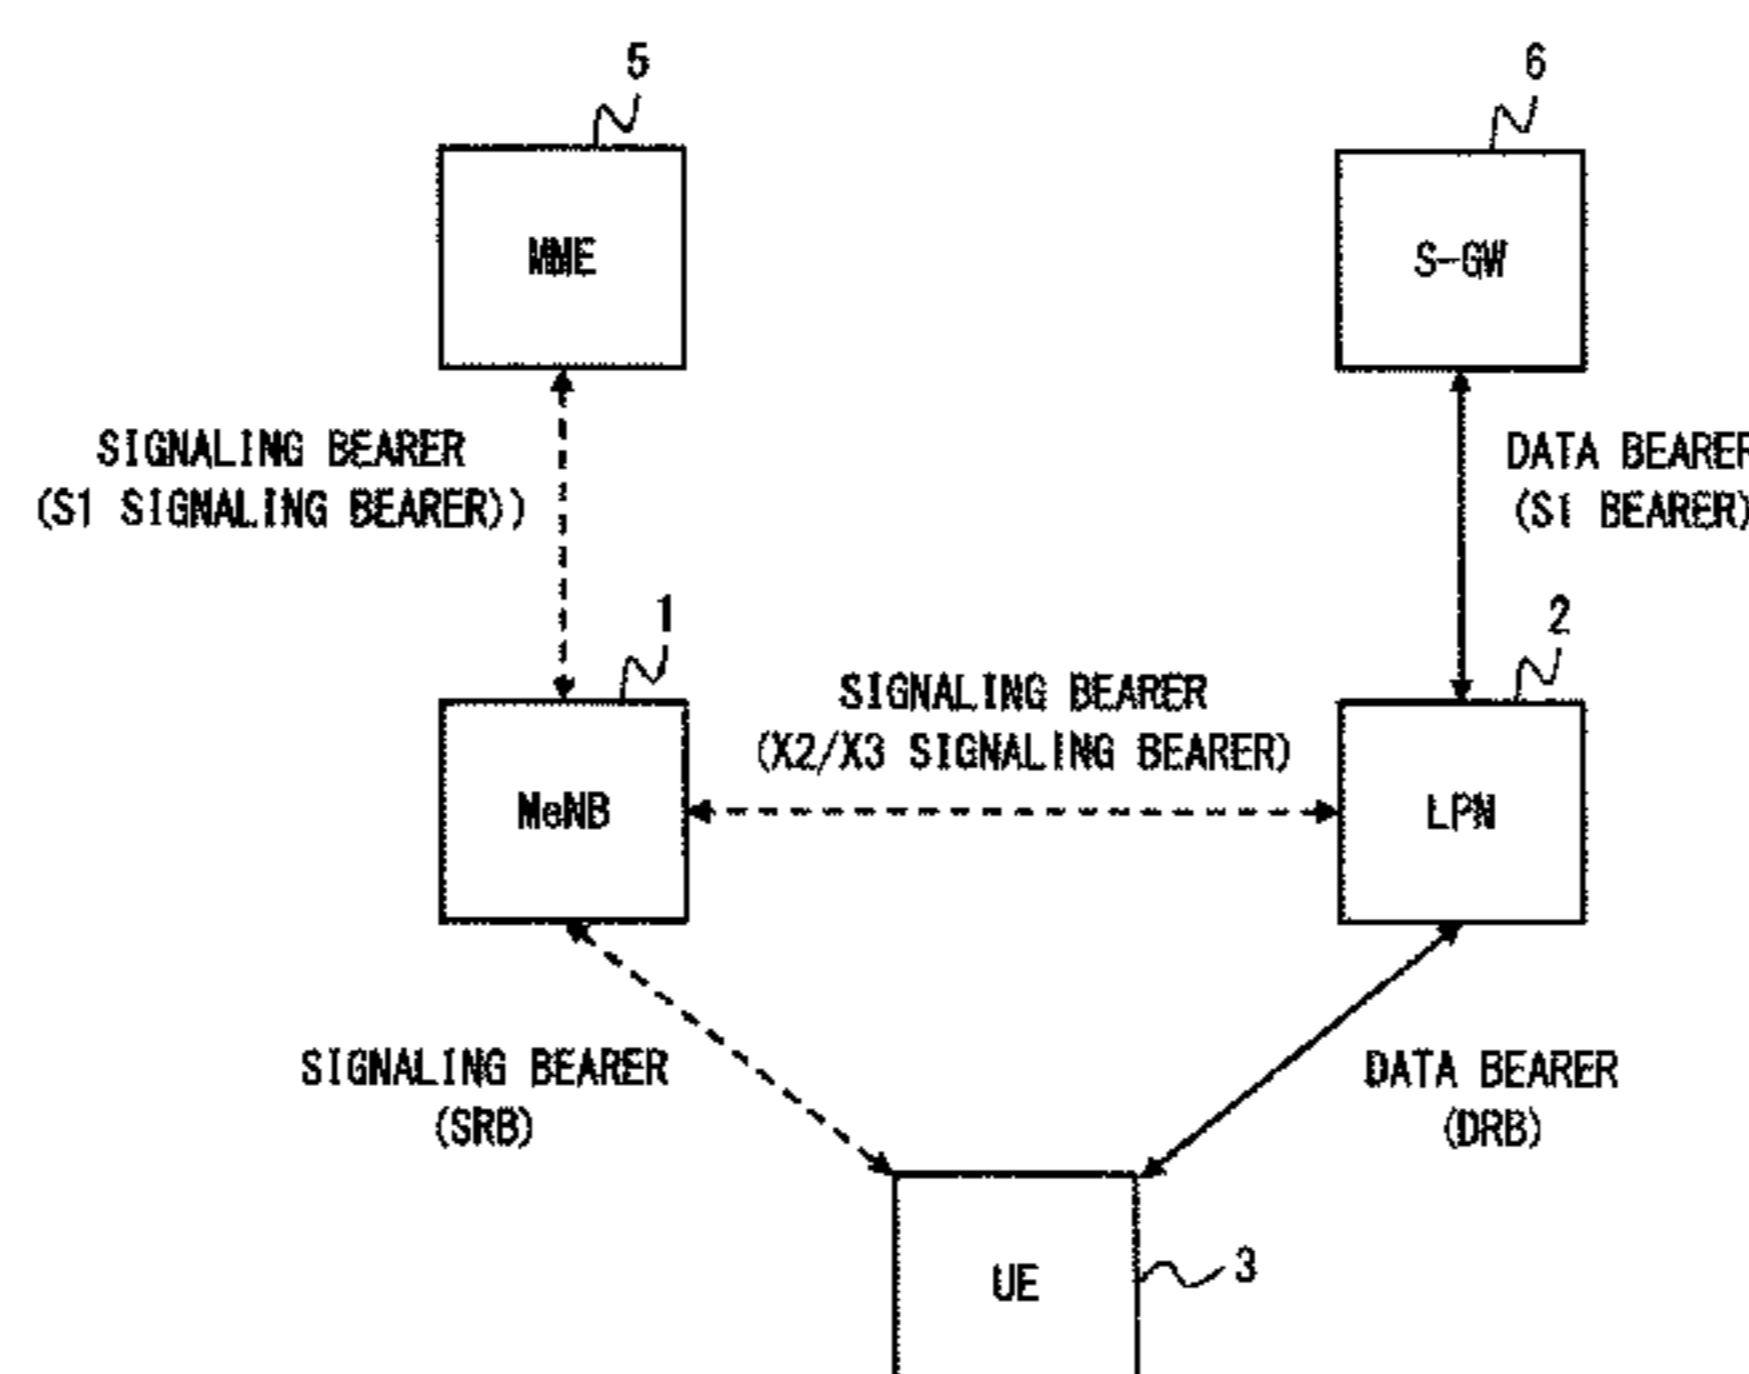 5
6
MME
S-GW
SIGNALING BEARER
(S1 SIGNALING BEARER))
DATA BEARER
(S1 BEARER)
1
2
SIGNALING BEARER
(X2/X3 SIGNALING BEARER)
MeNB
LPN
SIGNALING BEARER
(SRB)
DATA BEARER
(DRB)
UE
3